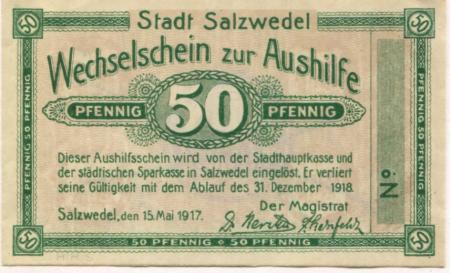 50 Stadt Salzwedel 50
Wechselschein zur Aushilfe
PFENNIG 50 PFENNIG
50 PFENNIG 50 PFENNIG
50 PFENNIG 50 PFENNIG
No
Dieser Aushilfsschein wird von der Stadthauptkasse und
der städtischen Sparkasse in Salzwedel eingelöst. Er verliert
seine Gültigkeit mit dem Ablauf des 31. Dezember 1918.
Der Magistrat
Salzwedel, den 15. Mai 1917.
50 50 PFENNIG 50 PFENNIG 50